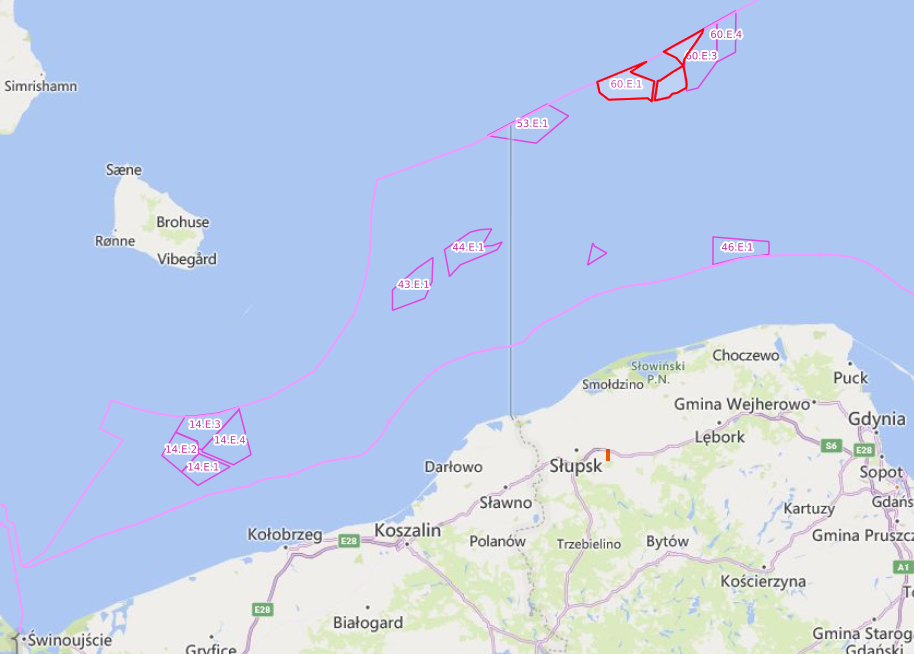 60.E.4
60.E.3
60.E.1
Simrishamn
53.E.1
Sæne
Brohuse
Rønne
Vibegård
44.E.1
46.E.1
43.E.1
Choczewo
Słowiński
P.N.
Smołdzino
Puck
Gmina Wejherowo
Gdynia
14.E.3
14.E.4
14.E.2
14.E.1
Lębork
S6
E28
Darłowo
Słupsk
Sopot
Sławno
Kartuzy
Gdańs
Kołobrzeg
E28
Koszalin
Polanów
Trzebielino
Bytów
Gmina Pruszcz
Kościerzyna
A1
E28
Białogard
Świnoujście
Gryfice
Gmina Starog
Gdański